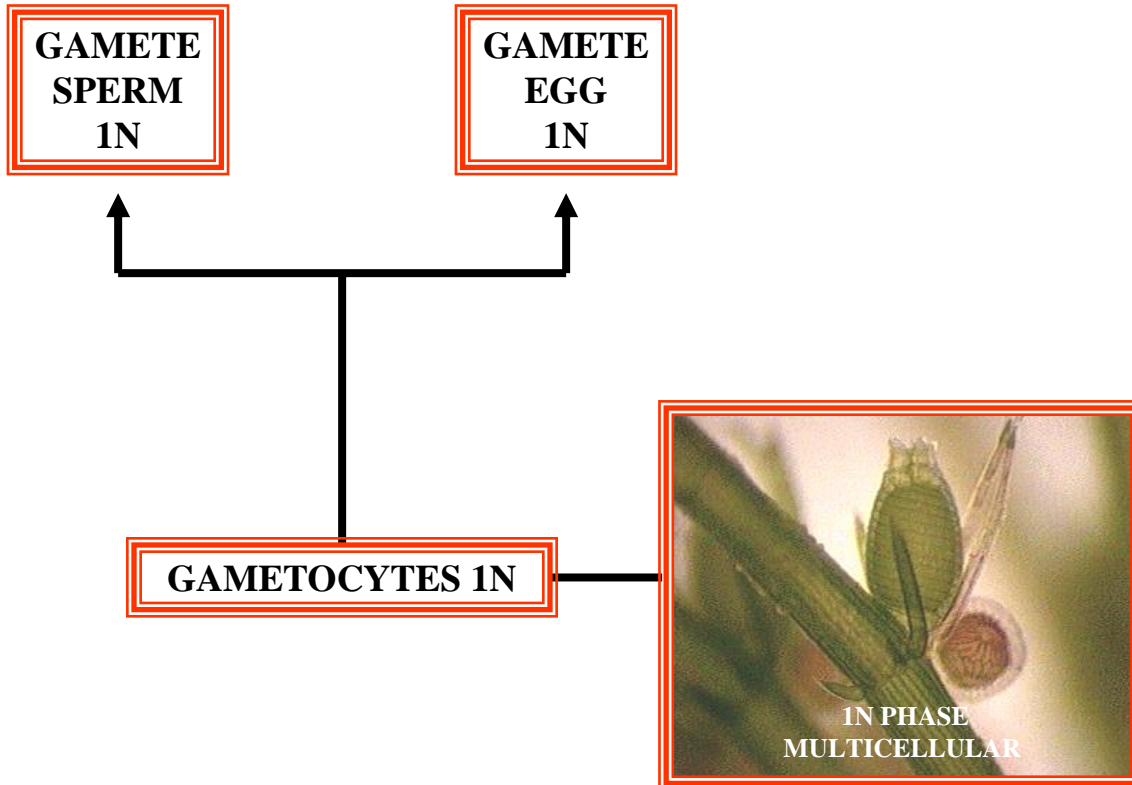 GAMETE
SPERM
1N
GAMETE
EGG
1N
GAMETOCYTES 1N
1N PHASE
MULTICELLULAR